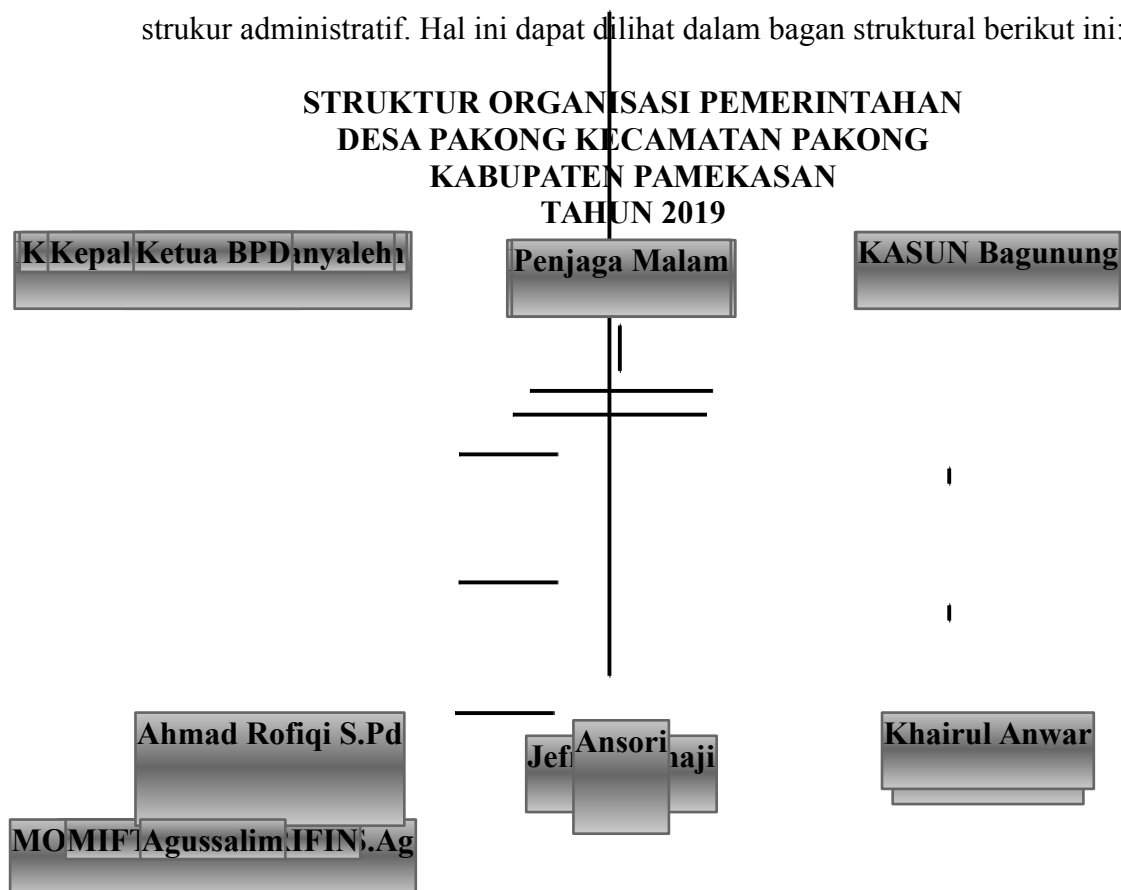 strukur administratif. Hal ini dapat dilihat dalam bagan struktural berikut ini:
STRUKTUR ORGANISASI PEMERINTAHAN
DESA PAKONG KECAMATAN PAKONG
KABUPATEN PAMEKASAN
TAHUN 2019
Ketua BPD
Penjaga Malam
KASUN Bagunung
Ahmad Rofiqi S.Pd
Ansori
Khairul Anwar
Agussalim